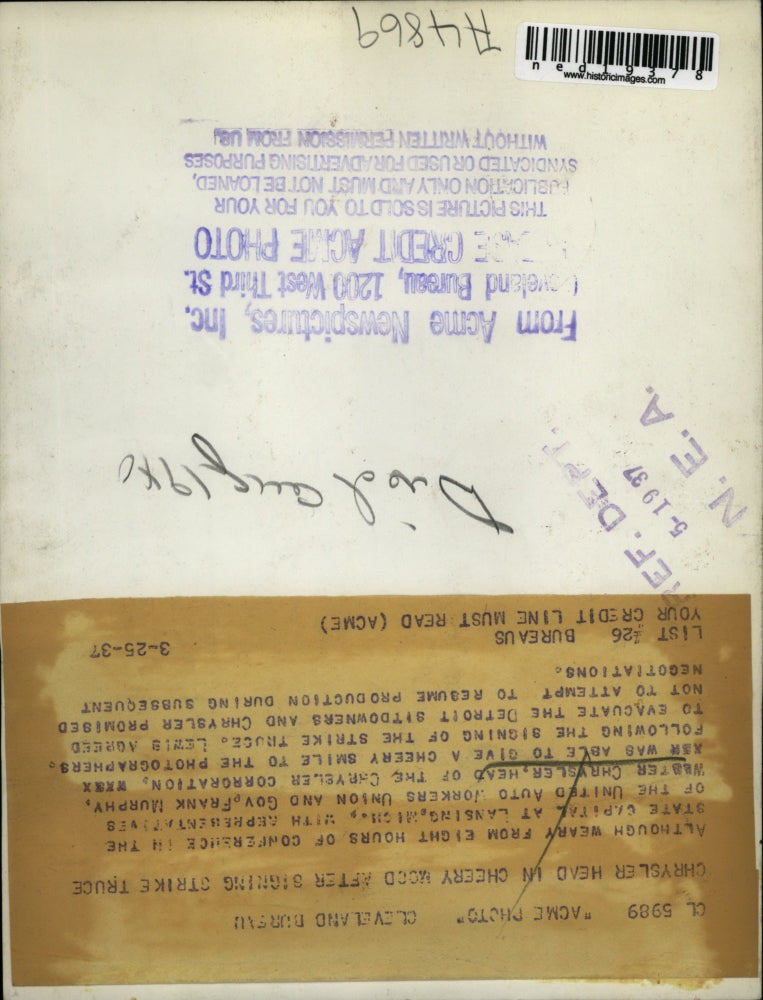 CL 5989 "ACME PHOTO" CLEVELAND BUREAU
CHRYSLER HEAD IN CHEERY MOOD AFTER SIGNING STRIKE TRUCE
ALTHOUGH WEARY FROM EIGHT HOURS OF CONFERENCE IN THE
STATE CAPITAL AT LANSING, MICH., WITH REPRESENTATIVES
OF THE UNITED AUTO WORKERS UNION AND GOV. FRANK MURPHY,
CHRYSLER, HEAD OF THE CHRYSLER CORPORATION,
WAS ABLE TO GIVE A CHEERY SMILE TO THE PHOTOGRAPHERS
FOLLOWING THE SIGNING OF THE STRIKE TRUCE. LEWIS AGREED
TO EVACUATE THE DETROIT SITDOWNERS AND CHRYSLER PROMISED
NOT TO ATTEMPT TO RESUME PRODUCTION DURING SUBSEQUENT
NEGOTIATIONS.
LIST #26 BUREAUS 3-25-37
YOUR CREDIT LINE MUST READ (ACME)
REF. DEPT.
5-19 37
N. E. A.
Died Aug 1940
From Acme Newspictures, Inc.
Bureau, 1200 West Third St.
CREDIT ACME PHOTO
THIS PICTURE IS SOLD TO YOU FOR YOUR
PUBLICATION ONLY AND MUST NOT BE LOANED,
SYNDICATED OR USED FOR ADVERTISING PURPOSES
WITHOUT WRITTEN PERMISSION FROM US.
A4869
ned19378
www.historicimages.com